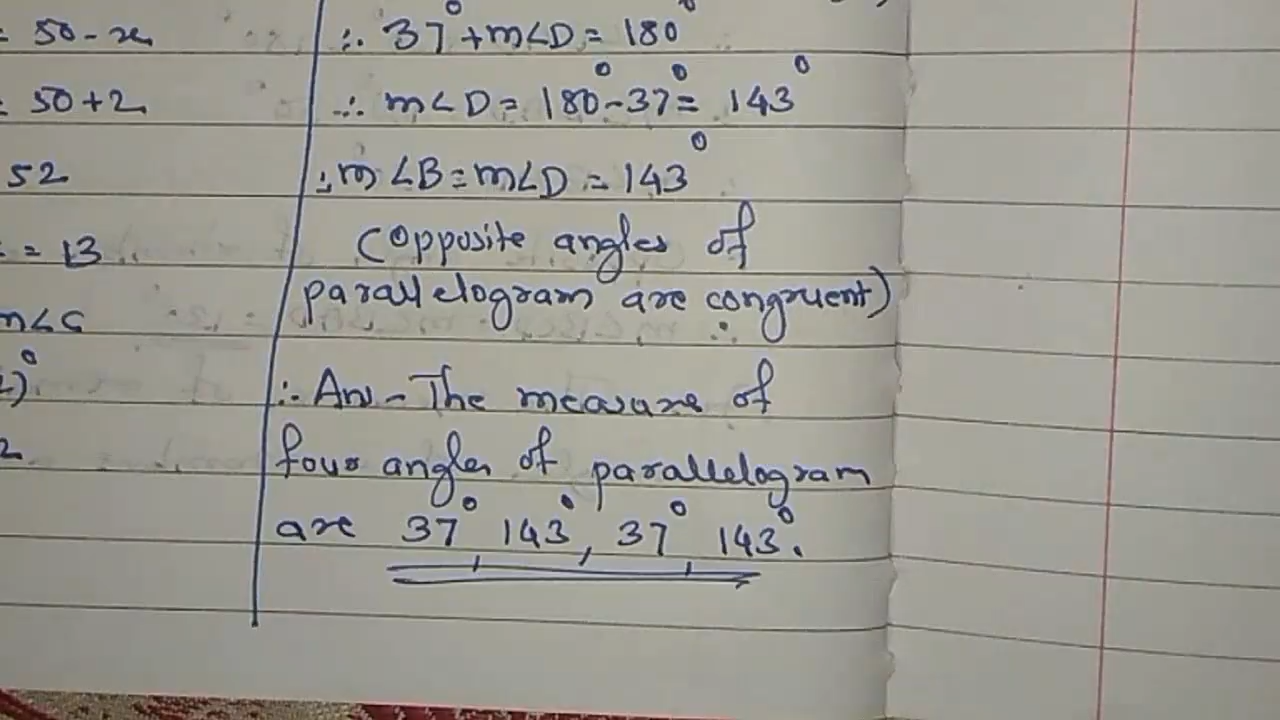 = 50-x
= 50+2
52
= 13
m∠C
2
∴ 37°+m∠D = 180°
∴ m∠D = 180°-37° = 143°
∴ m∠B = m∠D = 143°
(opposite angles of
parallelogram are congruent)
∴ Ans - The measure of
four angles of parallelogram
are 37°, 143°, 37°, 143°.